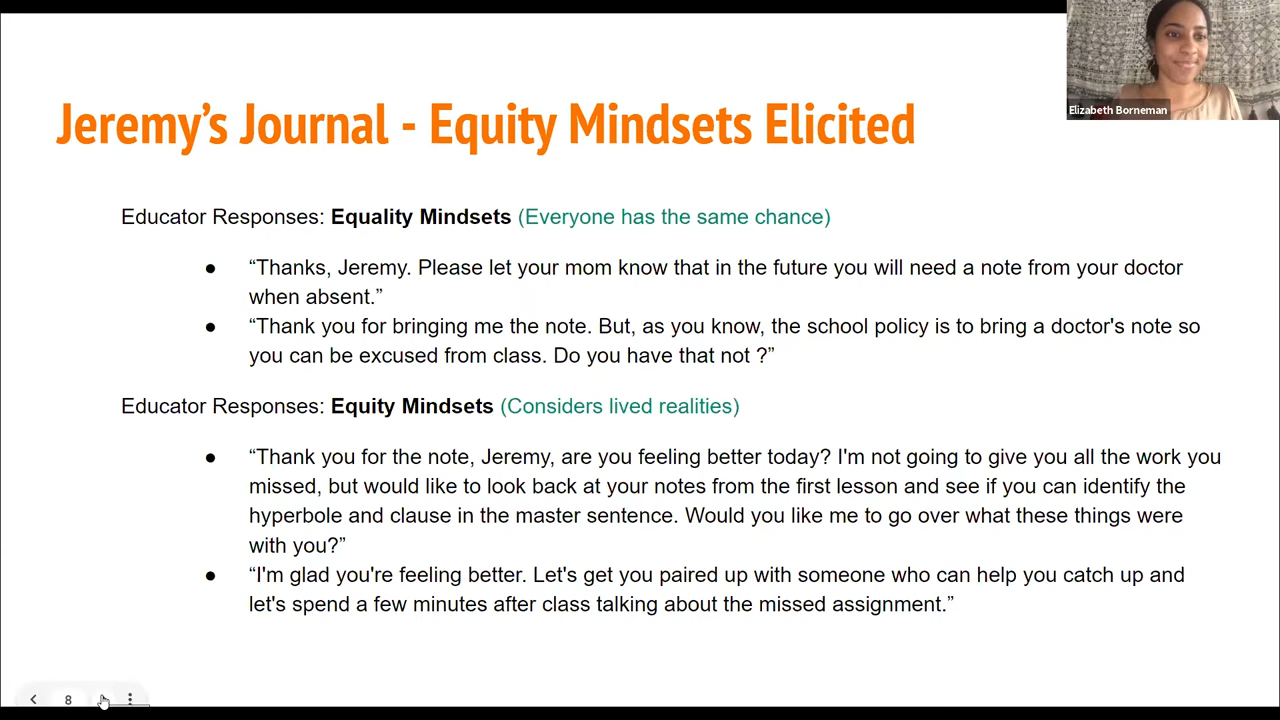 Elizabeth Borneman
Jeremy's Journal - Equity Mindsets Elicited
Educator Responses: Equality Mindsets (Everyone has the same chance)
● “Thanks, Jeremy. Please let your mom know that in the future you will need a note from your doctor
when absent.”
● “Thank you for bringing me the note. But, as you know, the school policy is to bring a doctor's note so
you can be excused from class. Do you have that not ?”
Educator Responses: Equity Mindsets (Considers lived realities)
● “Thank you for the note, Jeremy, are you feeling better today? I'm not going to give you all the work you
missed, but would like to look back at your notes from the first lesson and see if you can identify the
hyperbole and clause in the master sentence. Would you like me to go over what these things were
with you?”
● “I'm glad you're feeling better. Let's get you paired up with someone who can help you catch up and
let's spend a few minutes after class talking about the missed assignment.”
8